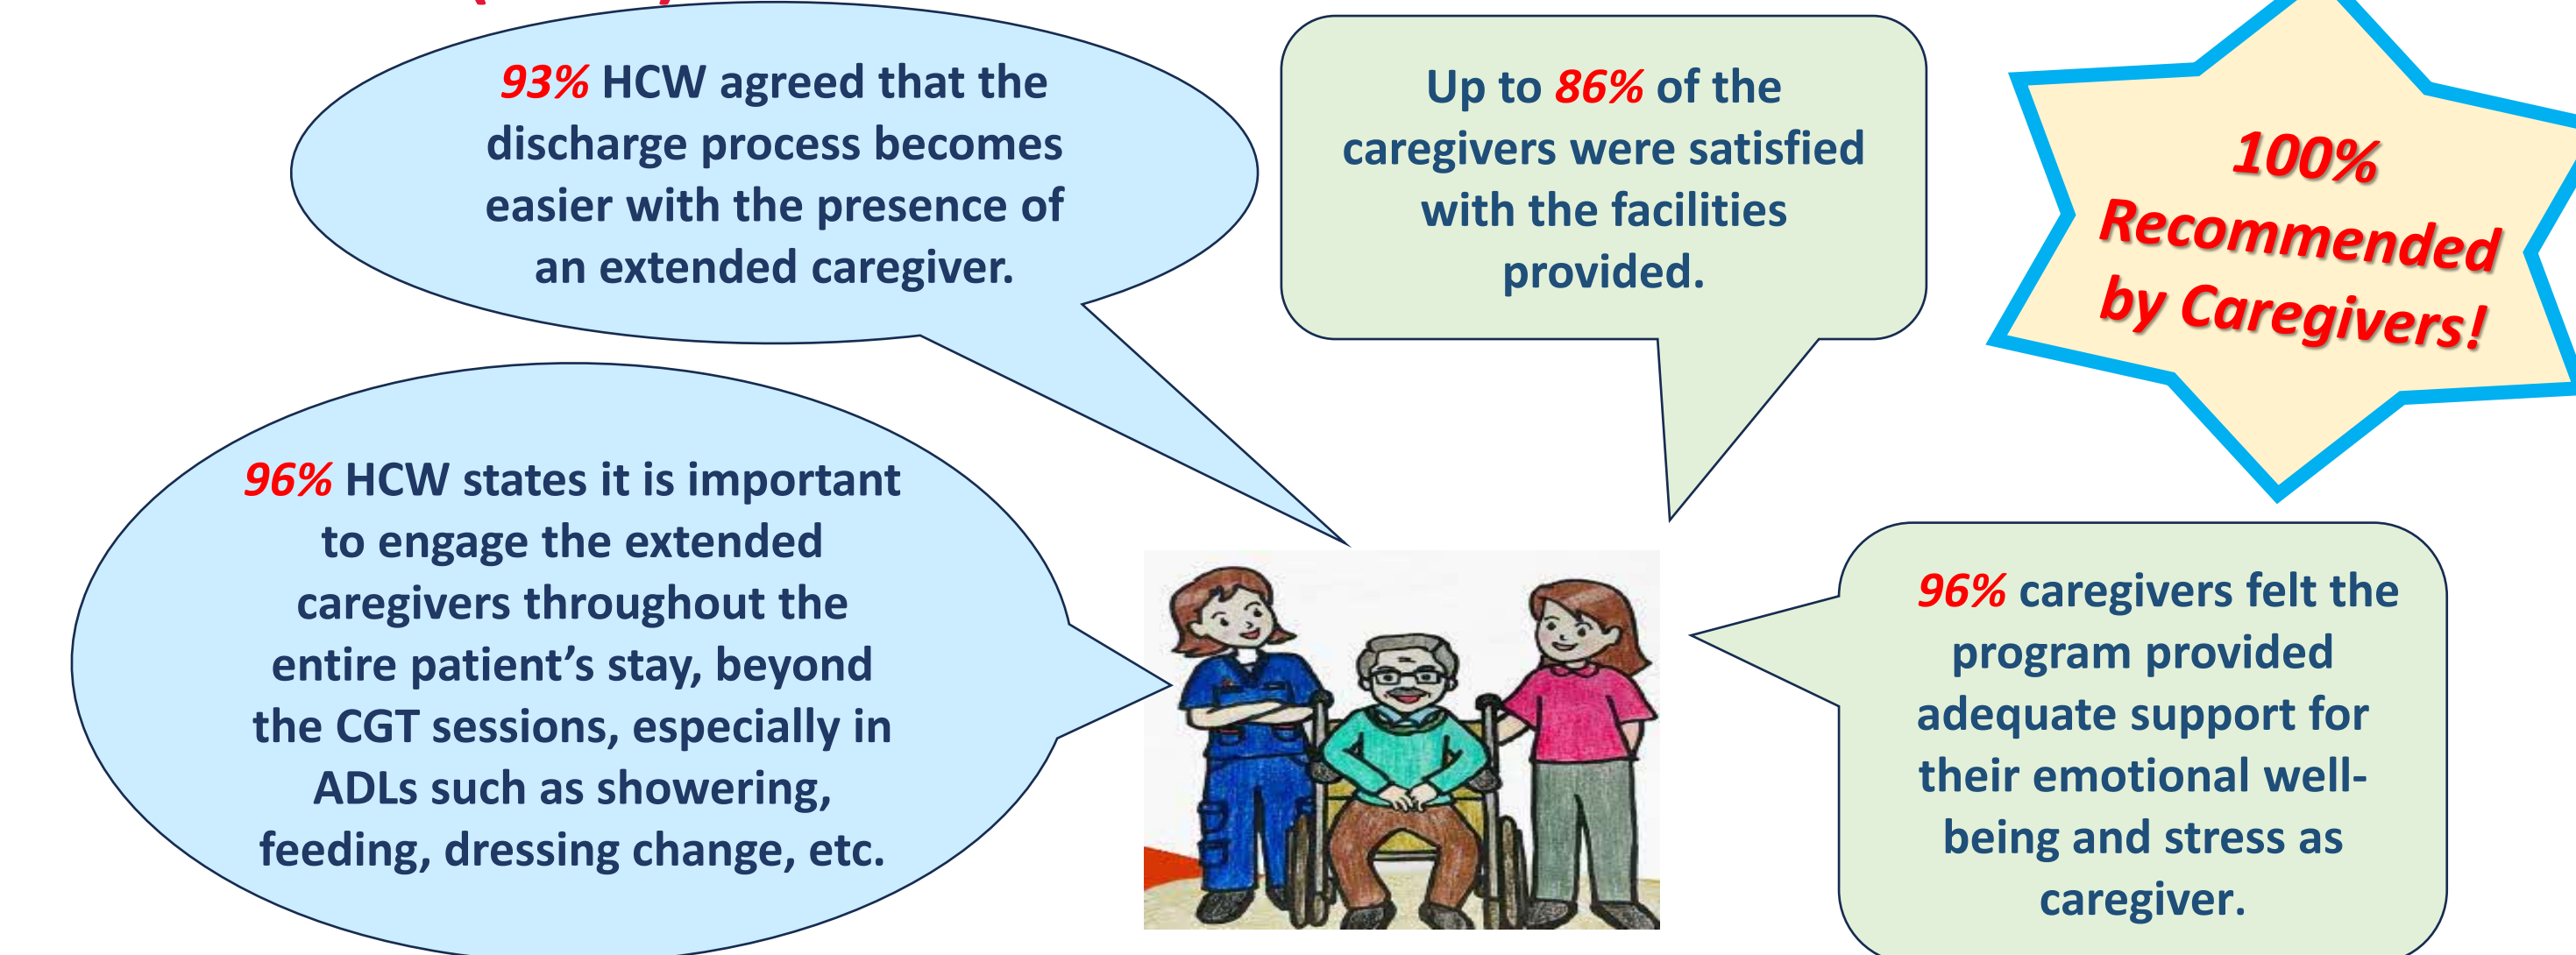 93% HCW agreed that the
discharge process becomes
easier with the presence of
an extended caregiver.
Up to 86% of the
caregivers were satisfied
with the facilities
provided.
100%
Recommended
by Caregivers!
96% HCW states it is important
to engage the extended
caregivers throughout the
entire patient’s stay, beyond
the CGT sessions, especially in
ADLs such as showering,
feeding, dressing change, etc.
96% caregivers felt the
program provided
adequate support for
their emotional well-
being and stress as
caregiver.